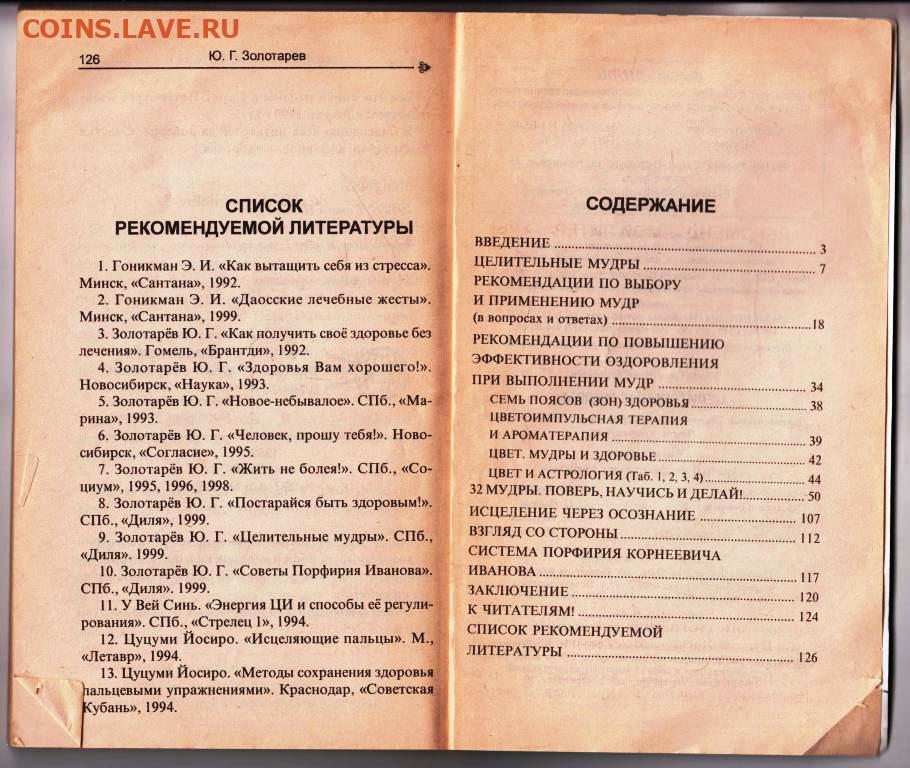 COINS.LAVE.RU
126
Ю. Г. Золотарев
СПИСОК
РЕКОМЕНДУЕМОЙ ЛИТЕРАТУРЫ
1. Гоникман Э. И. «Как вытащить себя из стресса».
Минск, «Сантана», 1992.
2. Гоникман Э. И. «Даосские лечебные жесты».
Минск, «Сантана», 1999.
3. Золотарёв Ю. Г. «Как получить своё здоровье без
лечения». Гомель, «Брантди», 1992.
4. Золотарёв Ю. Г. «Здоровья Вам хорошего!».
Новосибирск, «Наука», 1993.
5. Золотарёв Ю. Г. «Новое-небывалое». СПб., «Ма-
рина», 1993.
6. Золотарёв Ю. Г. «Человек, прошу тебя!». Ново-
сибирск, «Согласие», 1995.
7. Золотарёв Ю. Г. «Жить не болея!». СПб., «Со-
циум», 1995, 1996, 1998.
8. Золотарёв Ю. Г. «Постарайся быть здоровым!».
СПб., «Диля», 1999.
9. Золотарёв Ю. Г. «Целительные мудры». СПб.,
«Диля». 1999.
10. Золотарёв Ю. Г. «Советы Порфирия Иванова».
СПб., «Диля». 1999.
11. У Вей Синь. «Энергия ЦИ и способы её регули-
рования». СПб., «Стрелец 1», 1994.
12. Цуцуми Йосиро. «Исцеляющие пальцы». М.,
«Летавр», 1994.
13. Цуцуми Йосиро. «Методы сохранения здоровья
пальцевыми упражнениями». Краснодар, «Советская
Кубань», 1994.
СОДЕРЖАНИЕ
ВВЕДЕНИЕ ... 3
ЦЕЛИТЕЛЬНЫЕ МУДРЫ ... 7
РЕКОМЕНДАЦИИ ПО ВЫБОРУ
И ПРИМЕНЕНИЮ МУДР
(в вопросах и ответах) ... 18
РЕКОМЕНДАЦИИ ПО ПОВЫШЕНИЮ
ЭФФЕКТИВНОСТИ ОЗДОРОВЛЕНИЯ
ПРИ ВЫПОЛНЕНИИ МУДР ... 34
СЕМЬ ПОЯСОВ (ЗОН) ЗДОРОВЬЯ ... 38
ЦВЕТОИМПУЛЬСНАЯ ТЕРАПИЯ
И АРОМАТЕРАПИЯ ... 39
ЦВЕТ. МУДРЫ И ЗДОРОВЬЕ ... 42
ЦВЕТ И АСТРОЛОГИЯ (Таб. 1, 2, 3, 4) ... 44
32 МУДРЫ. ПОВЕРЬ, НАУЧИСЬ И ДЕЛАЙ! ... 50
ИСЦЕЛЕНИЕ ЧЕРЕЗ ОСОЗНАНИЕ ... 107
ВЗГЛЯД СО СТОРОНЫ ... 112
СИСТЕМА ПОРФИРИЯ КОРНЕЕВИЧА
ИВАНОВА ... 117
ЗАКЛЮЧЕНИЕ ... 120
К ЧИТАТЕЛЯМ! ... 124
СПИСОК РЕКОМЕНДУЕМОЙ
ЛИТЕРАТУРЫ ... 126